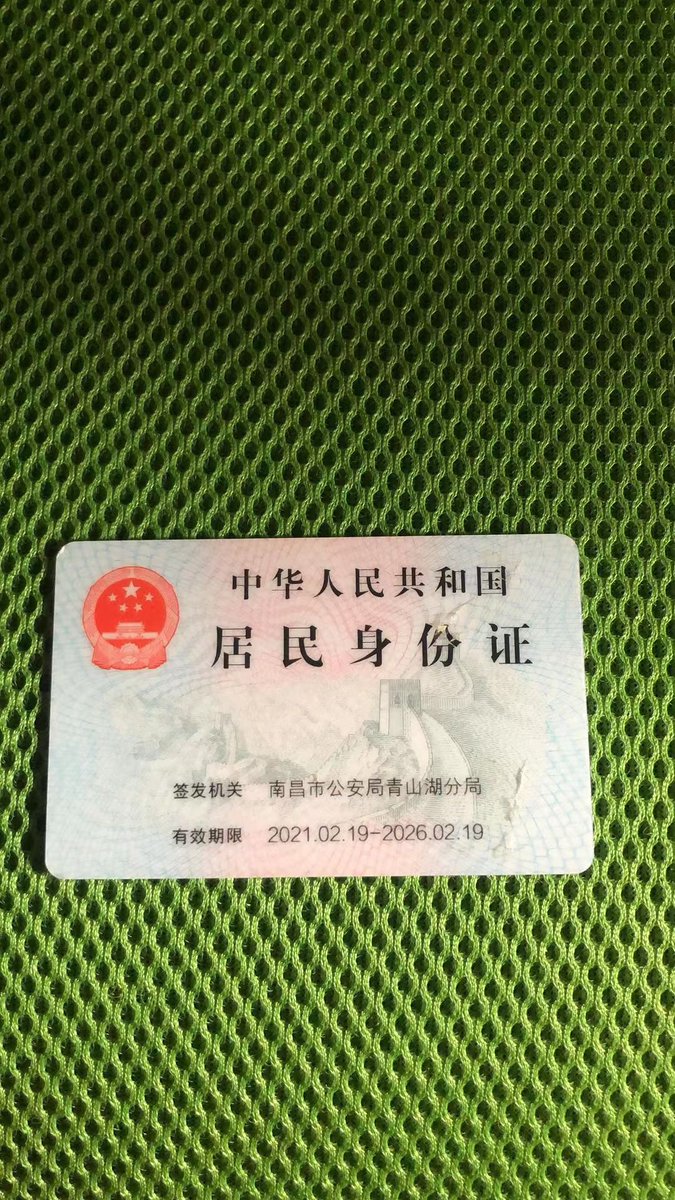 中华人民共和国
居民身份证
签发机关 南昌市公安局青山湖分局
有效期限 2021.02.19-2026.02.19